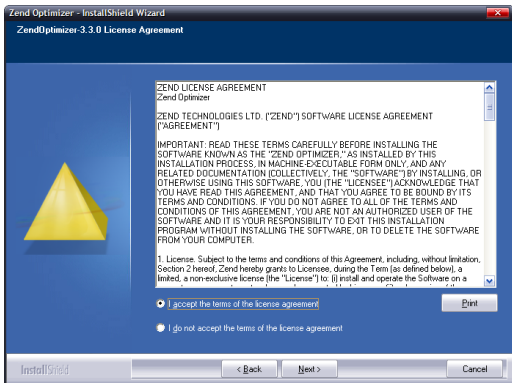 Zend Optimizer - InstallShield Wizard
ZendOptimizer-3.3.0 License Agreement
ZEND LICENSE AGREEMENT
Zend Optimizer
ZEND TECHNOLOGIES LTD. ("ZEND") SOFTWARE LICENSE AGREEMENT
("AGREEMENT")
IMPORTANT: READ THESE TERMS CAREFULLY BEFORE INSTALLING THE
SOFTWARE KNOWN AS THE "ZEND OPTIMIZER," AS INSTALLED BY THIS
INSTALLATION PROCESS, IN MACHINE-EXECUTABLE FORM ONLY, AND ANY
RELATED DOCUMENTATION (COLLECTIVELY, THE "SOFTWARE") BY INSTALLING, OR
OTHERWISE USING THIS SOFTWARE, YOU (THE "LICENSEE") ACKNOWLEDGE THAT
YOU HAVE READ THIS AGREEMENT, AND THAT YOU AGREE TO BE BOUND BY ITS
TERMS AND CONDITIONS. IF YOU DO NOT AGREE TO ALL OF THE TERMS AND
CONDITIONS OF THIS AGREEMENT, YOU ARE NOT AN AUTHORIZED USER OF THE
SOFTWARE AND IT IS YOUR RESPONSIBILITY TO EXIT THIS INSTALLATION
PROGRAM WITHOUT INSTALLING THE SOFTWARE, OR TO DELETE THE SOFTWARE
FROM YOUR COMPUTER.
1. License. Subject to the terms and conditions of this Agreement, including, without limitation,
Section 2 hereof, Zend hereby grants to Licensee, during the Term (as defined below), a
limited, a non-exclusive license (the "License") to: (i) install and operate the Software on a
I accept the terms of the license agreement
Print
I do not accept the terms of the license agreement
InstallShield
< Back
Next >
Cancel